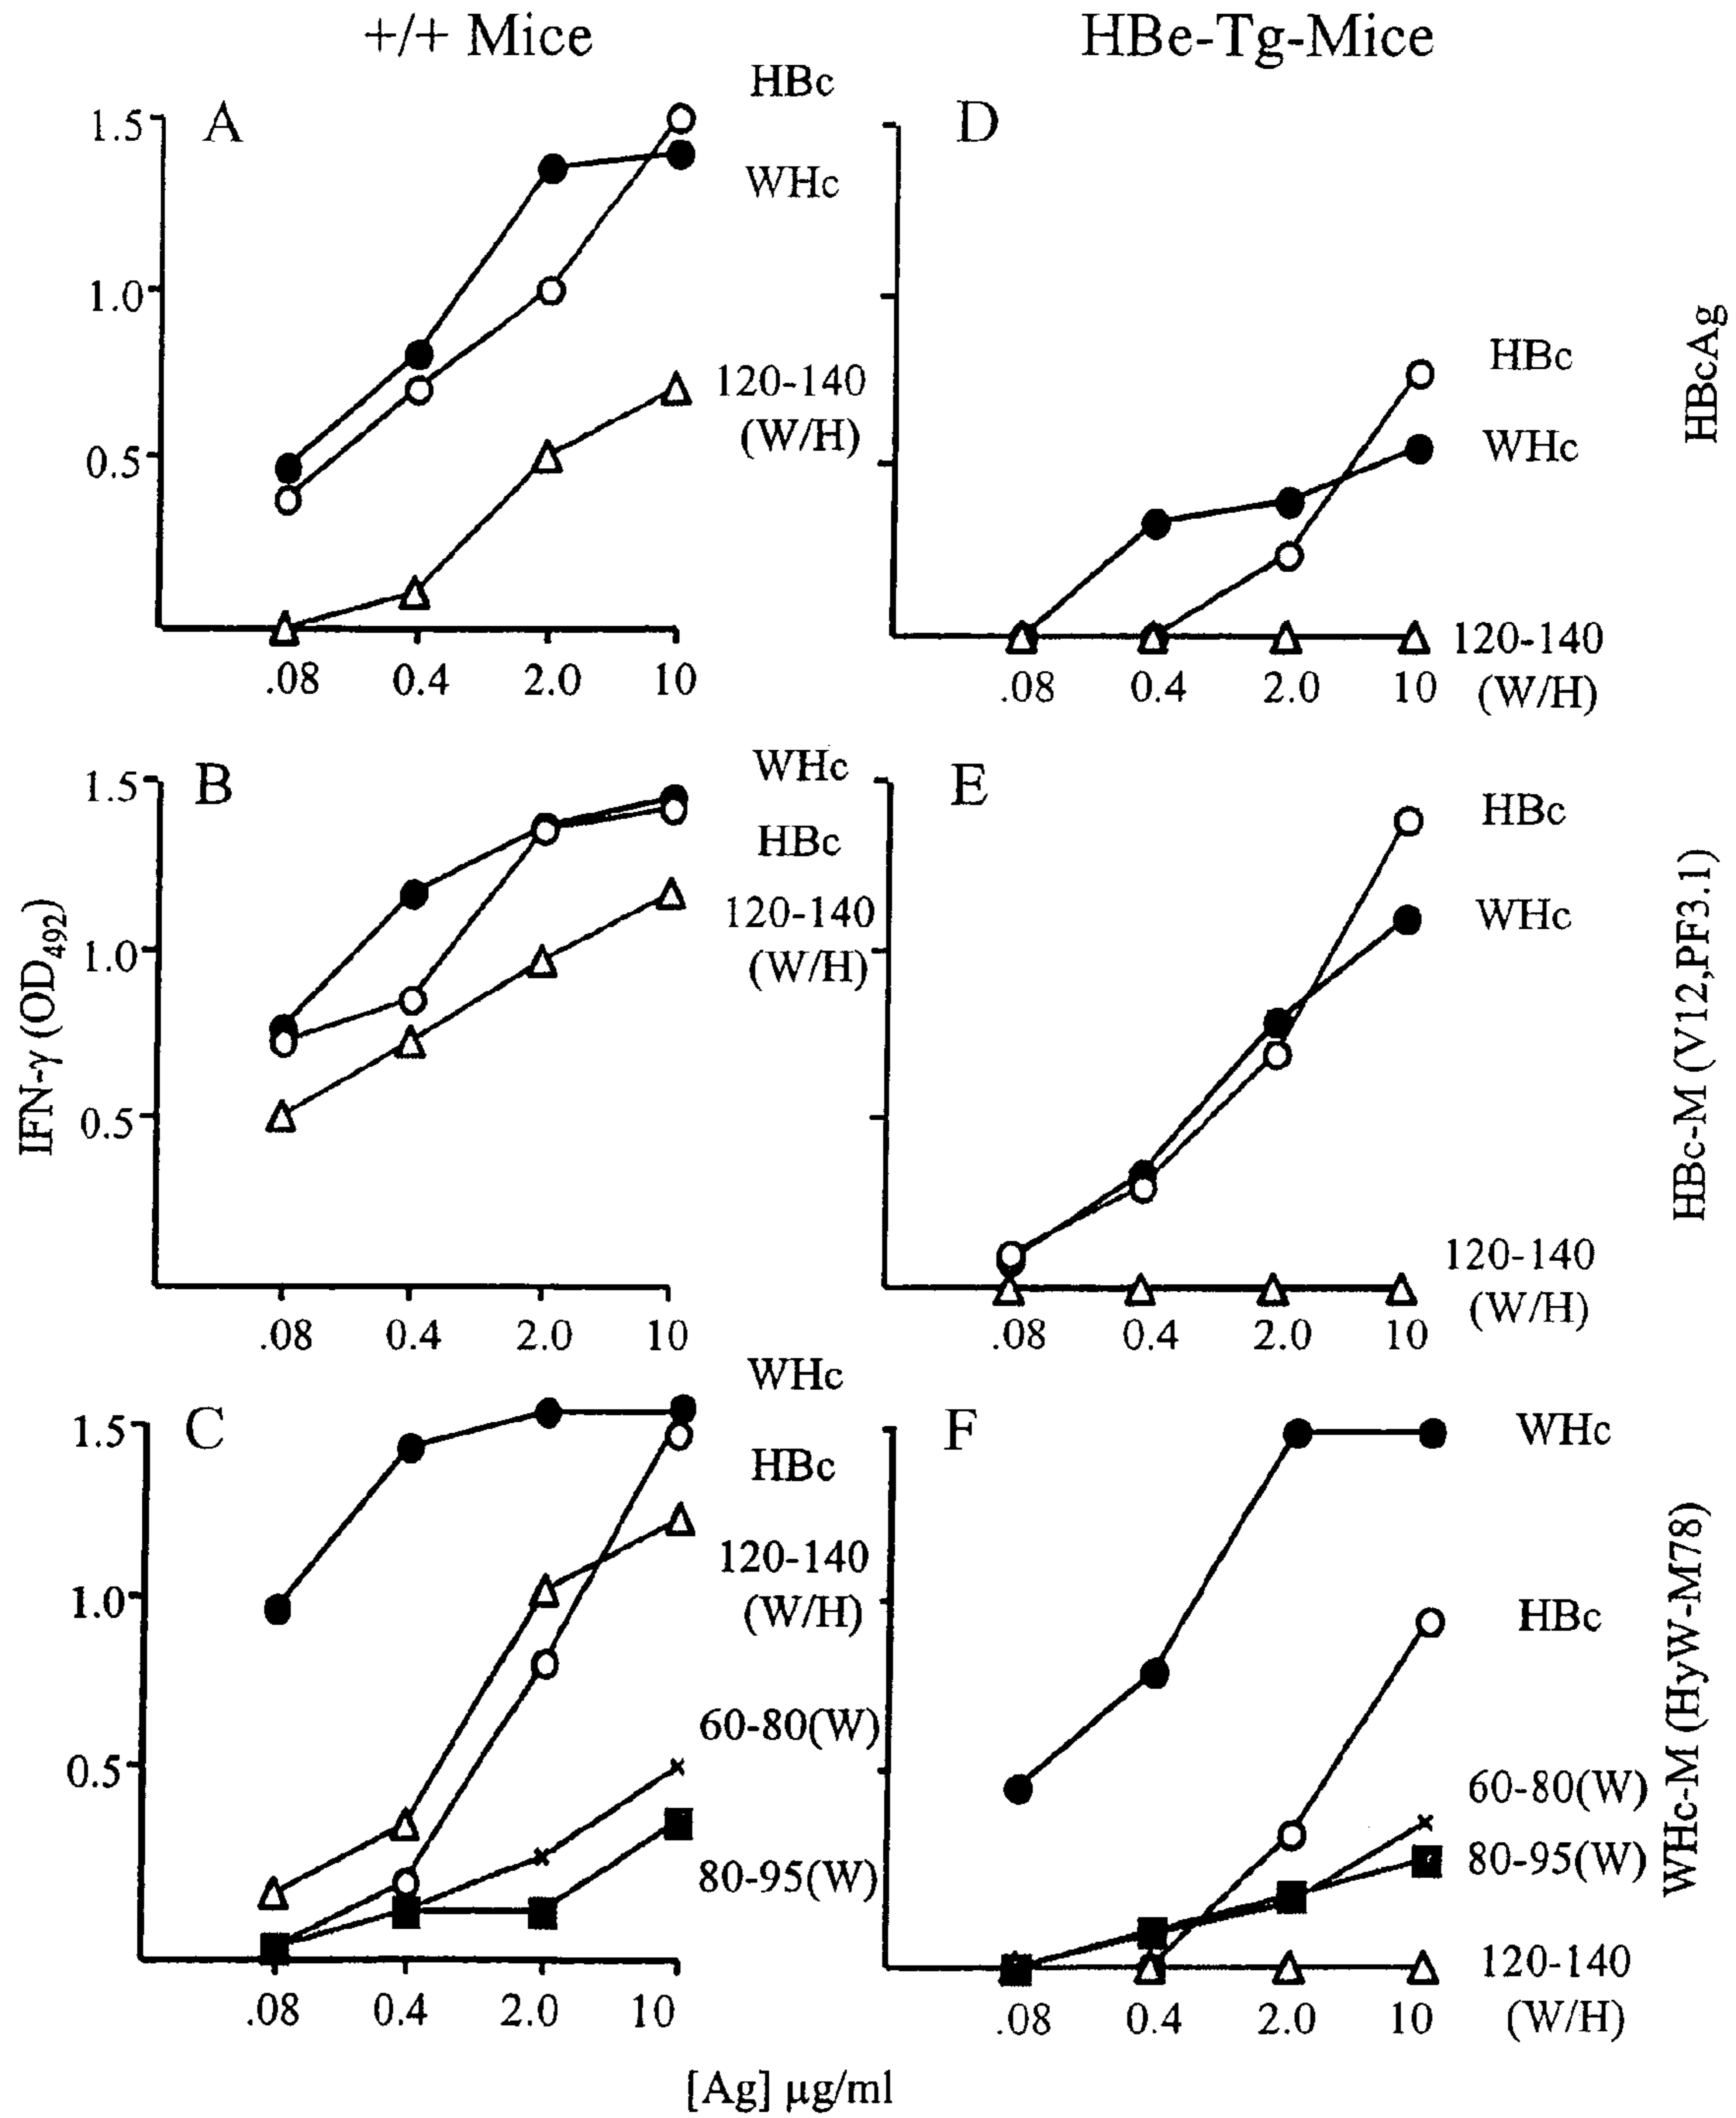 +/+ Mice
HBe-Tg-Mice
A
1.5
1.0
0.5
HBc
WHc
120-140
(W/H)
.08 0.4 2.0 10
D
HBc
WHc
120-140
(W/H)
.08 0.4 2.0 10
HBcAg
B
1.5
1.0
0.5
WHc
HBc
120-140
(W/H)
.08 0.4 2.0 10
IFN-γ (OD492)
E
HBc
WHc
120-140
(W/H)
.08 0.4 2.0 10
HBc-M (V12,PF3.1)
C
1.5
1.0
0.5
WHc
HBc
120-140
(W/H)
60-80(W)
80-95(W)
.08 0.4 2.0 10
F
WHc
HBc
60-80(W)
80-95(W)
120-140
(W/H)
.08 0.4 2.0 10
WHc-M (HyW-M78)
[Ag] µg/ml